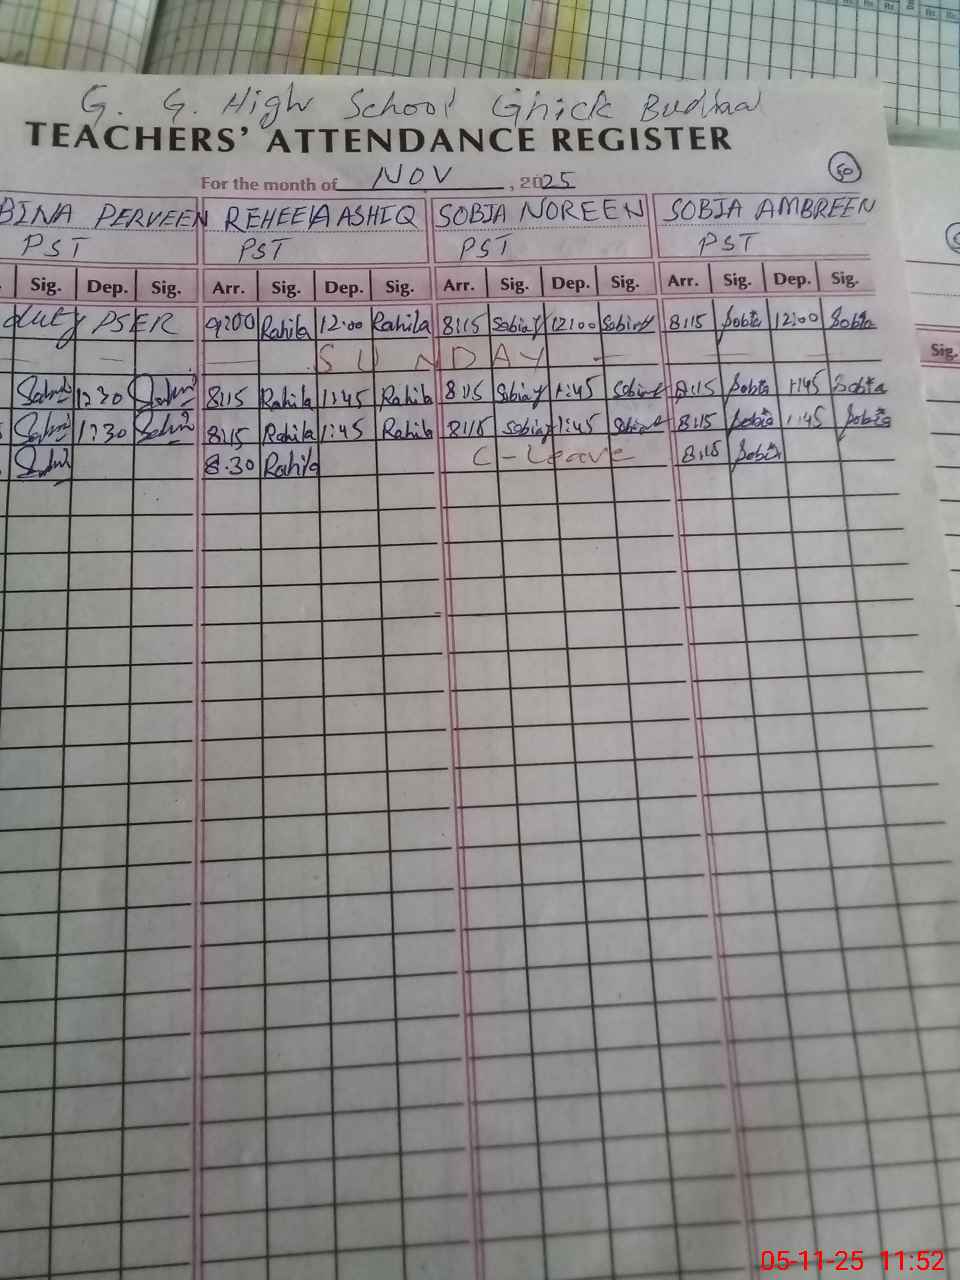 G. G. High School Ghick Budhal
TEACHERS' ATTENDANCE REGISTER
For the month of NOV, 2025
50
BINA PERVEEN REHEELA ASHIQ SOBIA NOREEN SOBIA AMBREEN
PST PST PST PST
Sig. Dep. Sig. Arr. Sig. Dep. Sig. Arr. Sig. Dep. Sig. Arr. Sig. Dep. Sig.
duty PSER 9:00 Rahila 12:00 Rahila 8:15 Sobia 12:00 Sobia 8:15 Sobia 12:00 Sobia
SUNDAY
1:30 8:15 Rahila 1:45 Rahila 8:15 Sobia 1:45 Sobia 8:15 Sobia 1:45 Sobia
1:30 8:15 Rahila 1:45 Rahila 8:15 Sobia 1:45 Sobia 8:15 Sobia 1:45 Sobia
8:30 Rahila C-Leave 8:15 Sobia
Sig.
05-11-25 11:52